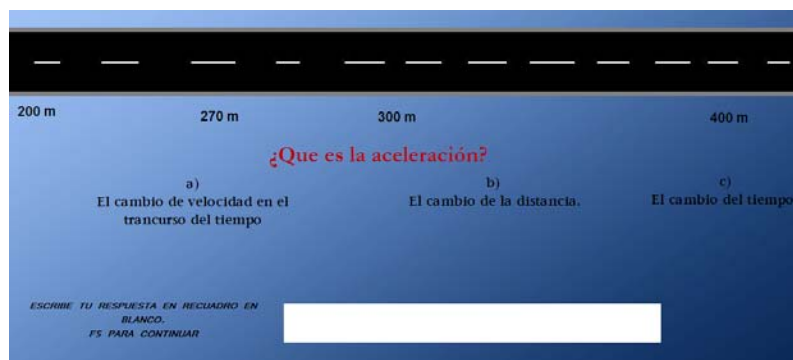 200 m 270 m 300 m 400 m
¿Que es la aceleración?
a)
El cambio de velocidad en el
trancurso del tiempo
b)
El cambio de la distancia.
c)
El cambio del tiempo
ESCRIBE TU RESPUESTA EN RECUADRO EN
BLANCO.
F5 PARA CONTINUAR